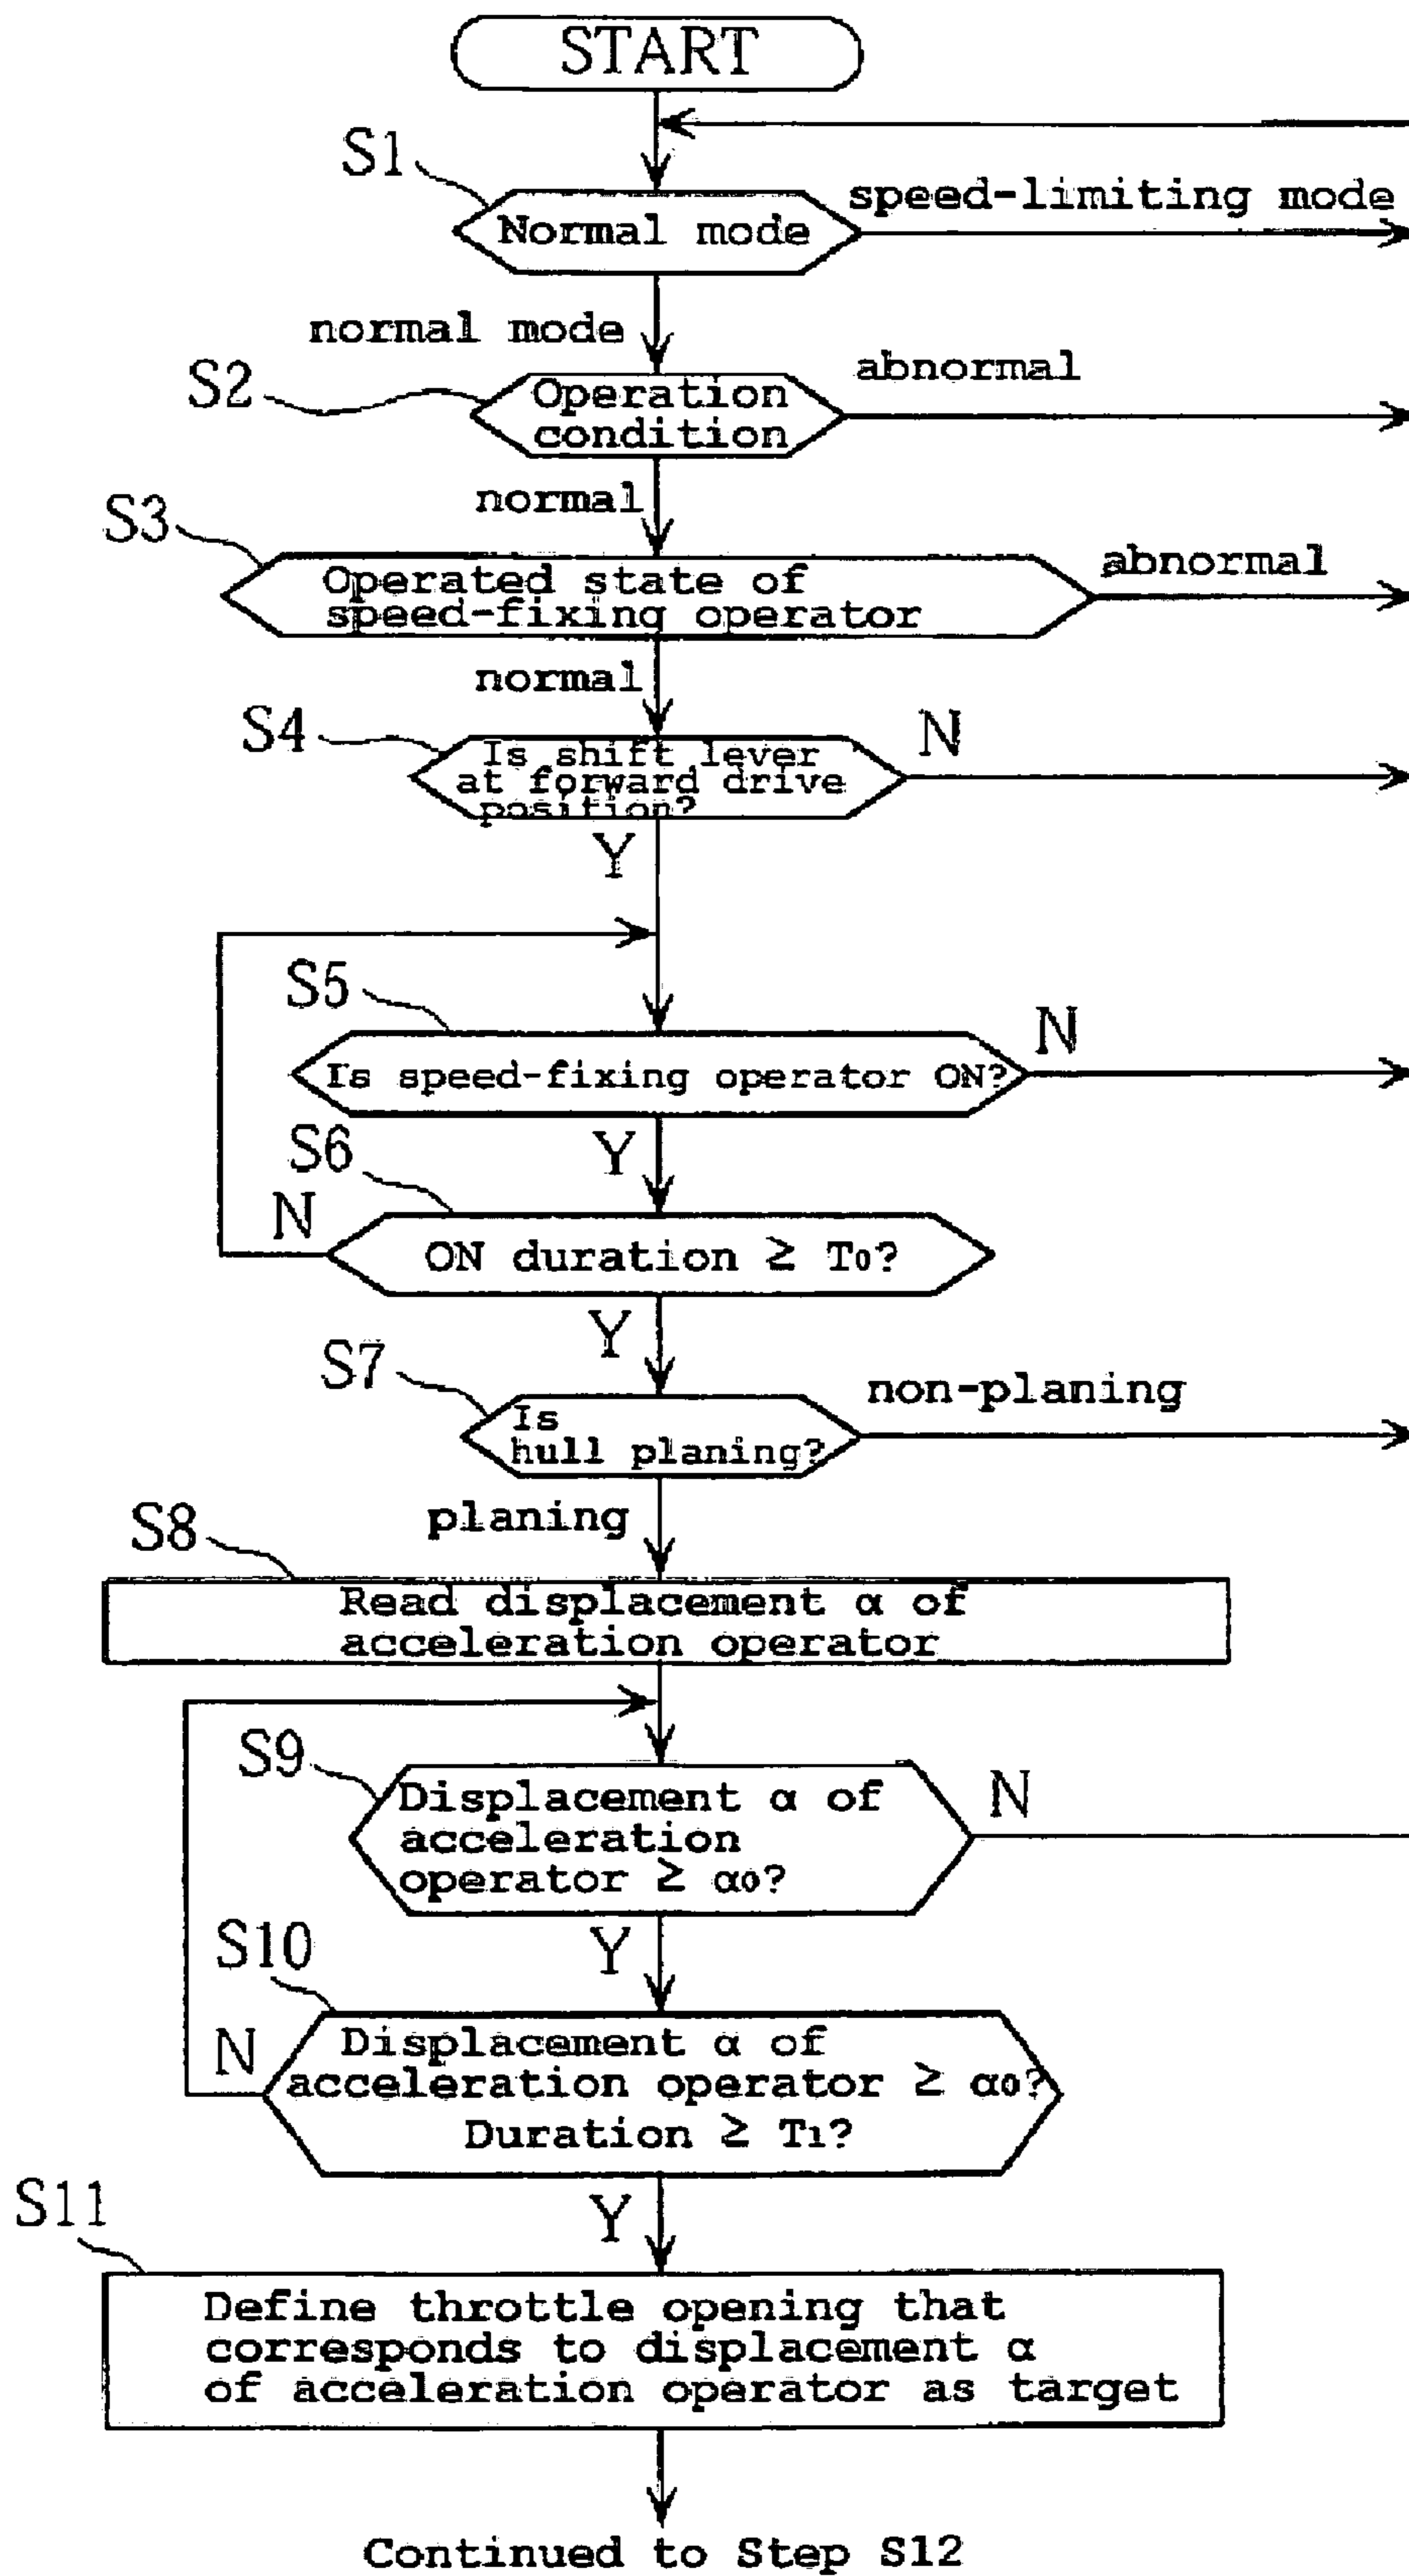 START
S1
speed-limiting mode
Normal mode
normal mode
S2
abnormal
Operation
condition
normal
S3
abnormal
Operated state of
speed-fixing operator
normal
S4
N
Is shift lever
at forward drive
position?
Y
S5
N
Is speed-fixing operator ON?
S6
Y
N
ON duration ≥ T0?
Y
S7
non-planing
Is
hull planing?
planing
S8
Read displacement α of
acceleration operator
S9
N
Displacement α of
acceleration
operator ≥ α0?
S10
Y
N
Displacement α of
acceleration operator ≥ α0?
Duration ≥ T1?
S11
Y
Define throttle opening that
corresponds to displacement α
of acceleration operator as target
Continued to Step S12